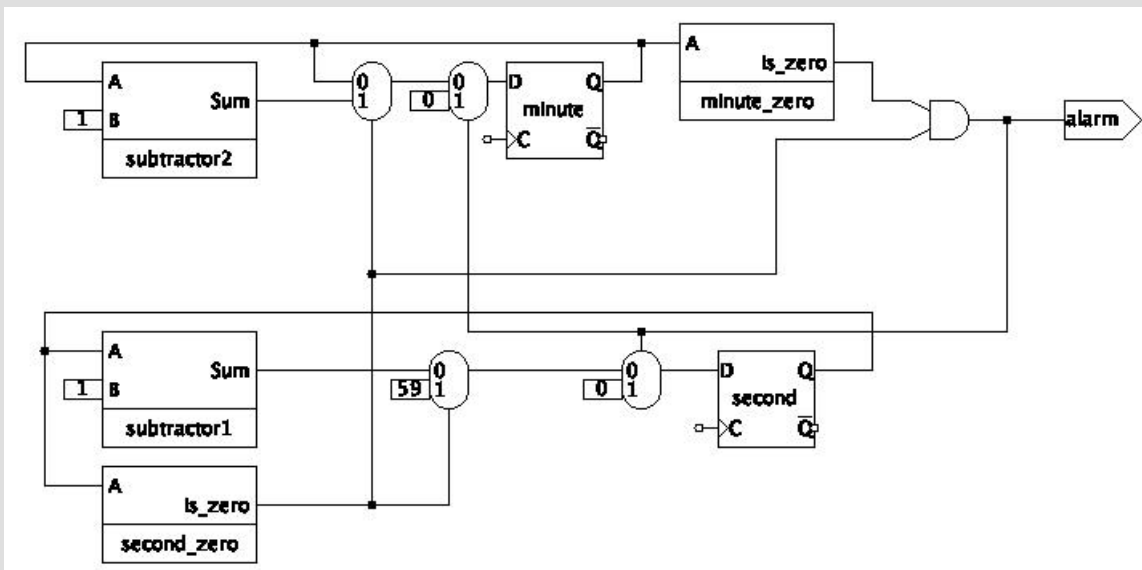 A
Sum
1
B
subtractor2
0
1
0
0
1
D
Q
minute
C
Q
A
is_zero
minute_zero
alarm
A
Sum
1
B
subtractor1
0
59
1
0
0
1
D
Q
second
C
Q
A
is_zero
second_zero